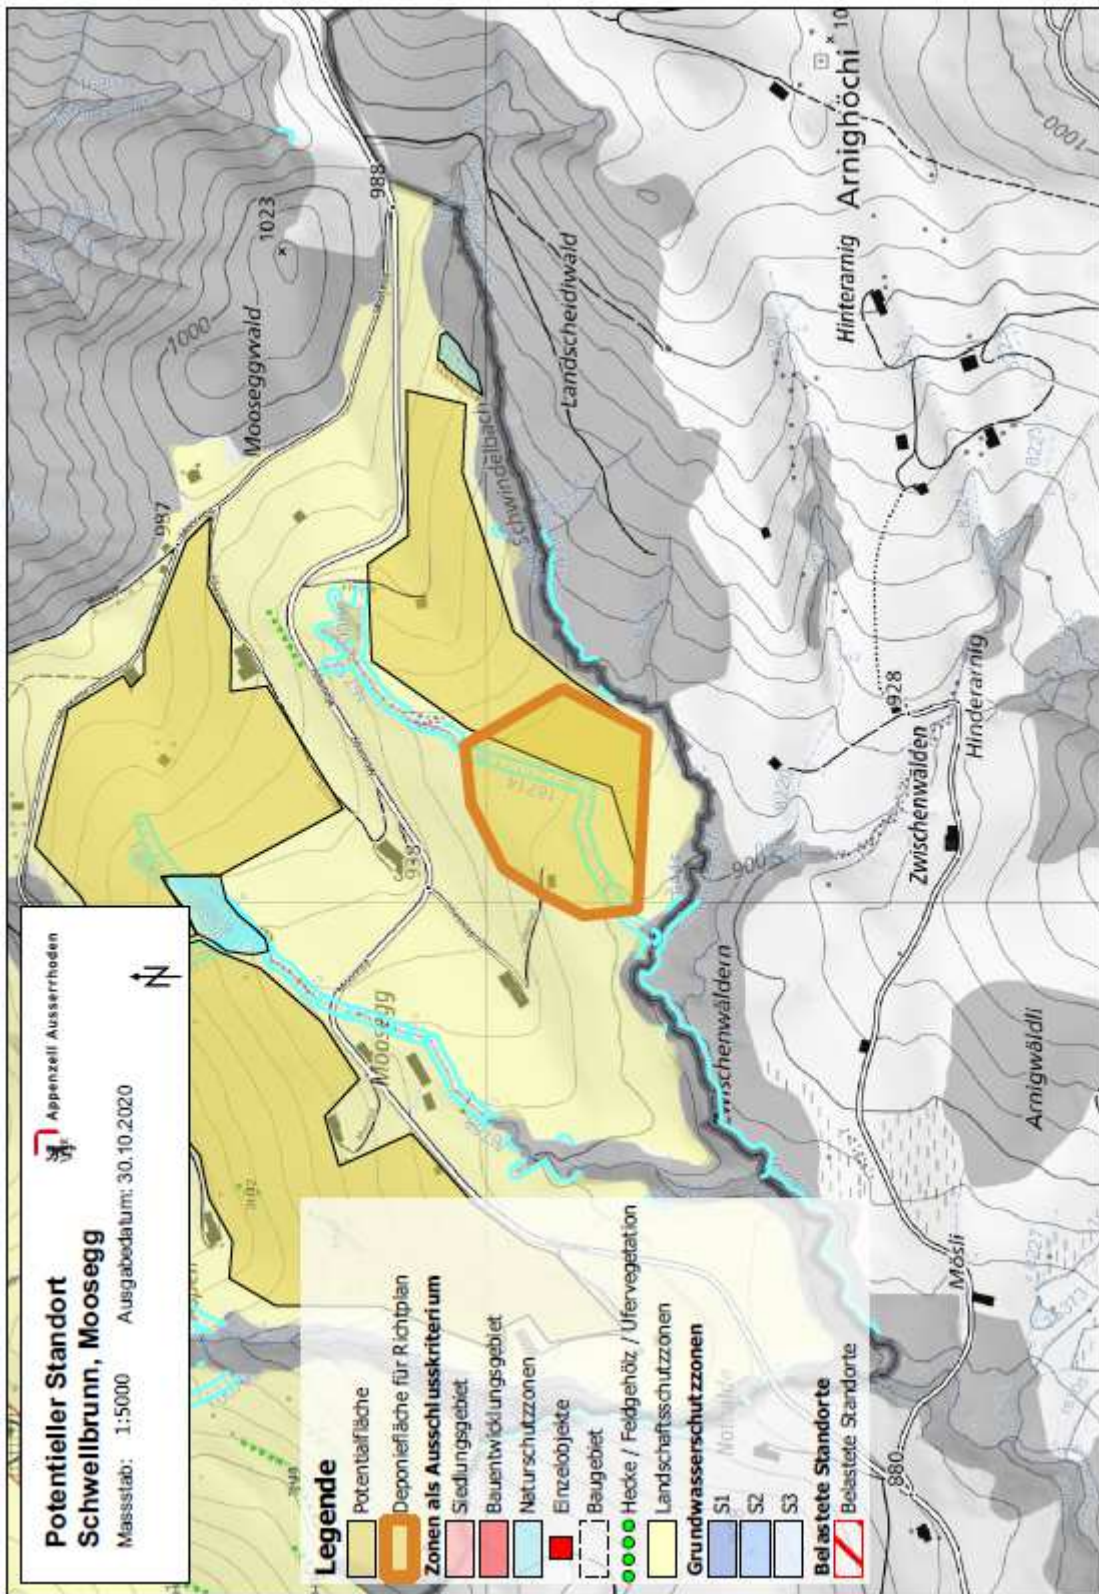 Potentieller Standort
Schwellbrunn, Moosegg
Massstab: 1:5000 Ausgabedatum: 30.10.2020
Appenzell Ausserrhoden
N
Legende
Potentialfläche
Deponiefläche für Richtplan
Zonen als Ausschlusskriterium
Siedlungsgebiet
Bauentwicklungsgebiet
Naturschutzzonen
Einzelobjekte
Baugebiet
Hecke / Feldgehölz / Ufervegetation
Landschaftsschutzzonen
Grundwasserschutzzonen
S1
S2
S3
Belastete Standorte
Belastete Standorte
Mooseggwald
1000
1023
988
987
938
Moosegg
Schwindelbach
Landscheidiwald
Arnighöchi
1000
Hinterarnig
Hinderarnig
928
Zwischenwälden
900
Zwischenwäldern
Arnigwäldli
Mösli
880